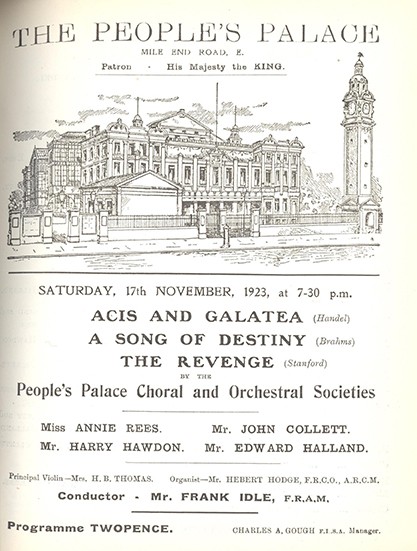 THE PEOPLE'S PALACE
MILE END ROAD, E.
Patron - His Majesty the KING.
SATURDAY, 17th NOVEMBER, 1923, at 7-30 p.m.
ACIS AND GALATEA (Handel)
A SONG OF DESTINY (Brahms)
THE REVENGE (Stanford)
BY THE
People's Palace Choral and Orchestral Societies
Miss ANNIE REES. Mr. JOHN COLLETT.
Mr. HARRY HAWDON. Mr. EDWARD HALLAND.
Principal Violin—Mrs. H. B. THOMAS. Organist—Mr. HEBERT HODGE, F.R.C.O., A.R.C.M.
Conductor - Mr. FRANK IDLE, F.R.A.M.
Programme TWOPENCE. CHARLES A. GOUGH Manager.